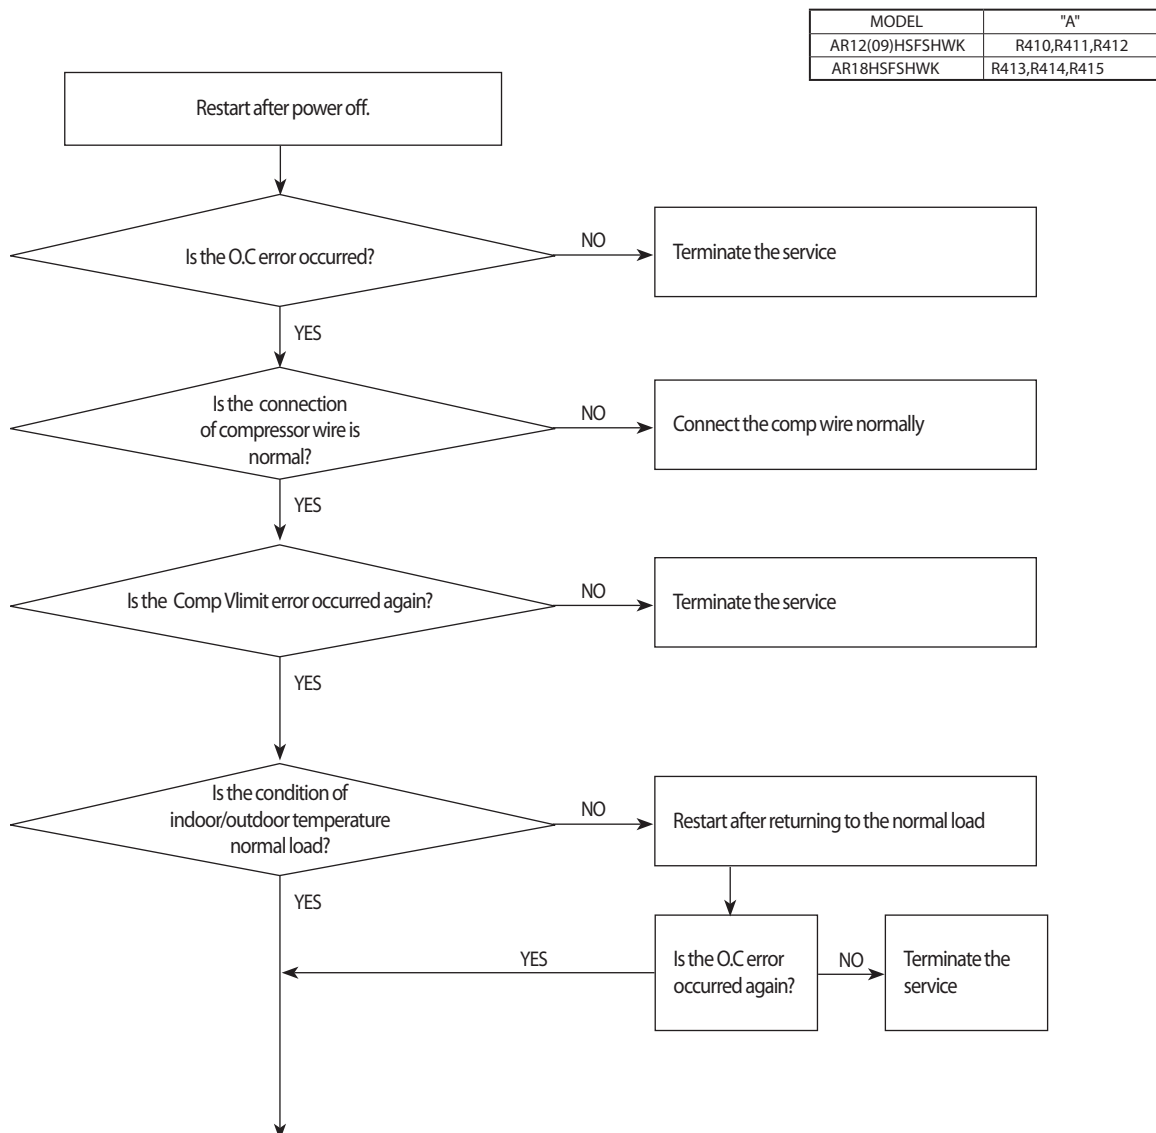 MODEL "A"
AR12(09)HSFSHWK R410,R411,R412
AR18HSFSHWK R413,R414,R415
Restart after power off.
Is the O.C error occurred?
NO
Terminate the service
YES
Is the connection
of compressor wire is
normal?
NO
Connect the comp wire normally
YES
Is the Comp Vlimit error occurred again?
NO
Terminate the service
YES
Is the condition of
indoor/outdoor temperature
normal load?
NO
Restart after returning to the normal load
YES
YES
Is the O.C error
occurred again?
NO
Terminate the
service